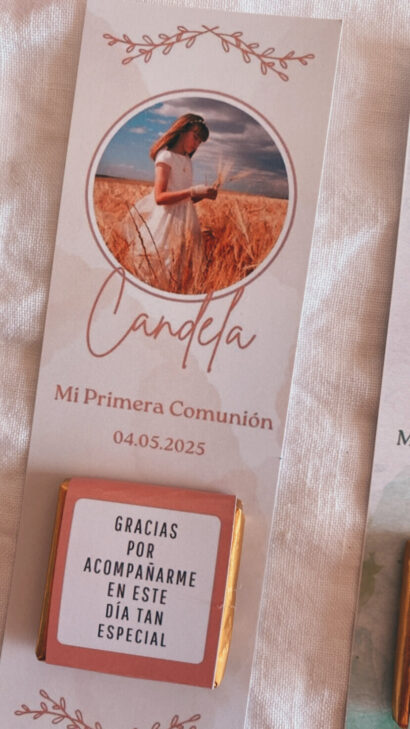 Candela
Mi Primera Comunión
04.05.2025
GRACIAS
POR
ACOMPAÑARME
EN ESTE
DÍA TAN
ESPECIAL